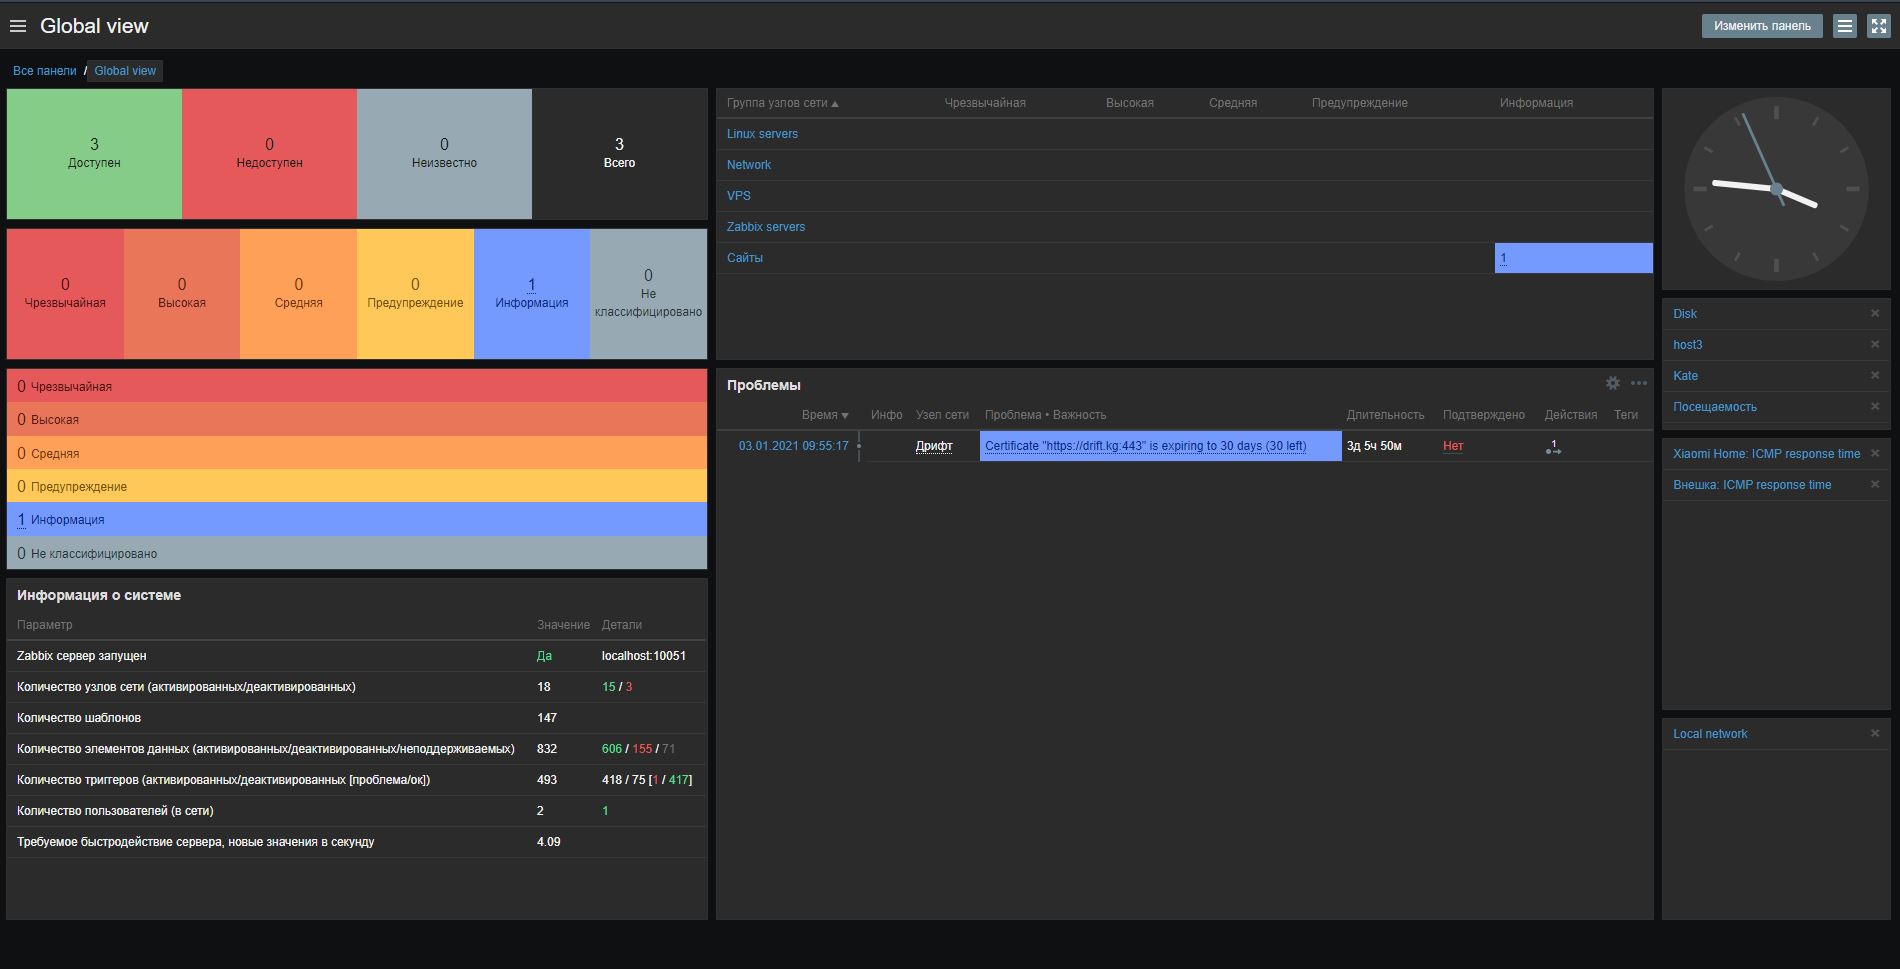 Global view
Изменить панель
Все панели / Global view
3
Доступен
0
Недоступен
0
Неизвестно
3
Всего
0
Чрезвычайная
0
Высокая
0
Средняя
0
Предупреждение
1
Информация
0
Не
классифицировано
0 Чрезвычайная
0 Высокая
0 Средняя
0 Предупреждение
1 Информация
0 Не классифицировано
Информация о системе
Параметр Значение Детали
Zabbix сервер запущен Да localhost:10051
Количество узлов сети (активированных/деактивированных) 18 15 / 3
Количество шаблонов 147
Количество элементов данных (активированных/деактивированных/неподдерживаемых) 832 606 / 155 / 71
Количество триггеров (активированных/деактивированных [проблема/ок]) 493 418 / 75 [1 / 417]
Количество пользователей (в сети) 2 1
Требуемое быстродействие сервера, новые значения в секунду 4.09
Группа узлов сети Чрезвычайная Высокая Средняя Предупреждение Информация
Linux servers
Network
VPS
Zabbix servers
Сайты 1
Проблемы
Время Инфо Узел сети Проблема • Важность Длительность Подтверждено Действия Теги
03.01.2021 09:55:17 Дрифт Certificate "https://drift.kg:443" is expiring to 30 days (30 left) 3д 5ч 50м Нет 1
Disk
host3
Kate
Посещаемость
Xiaomi Home: ICMP response time
Внешка: ICMP response time
Local network